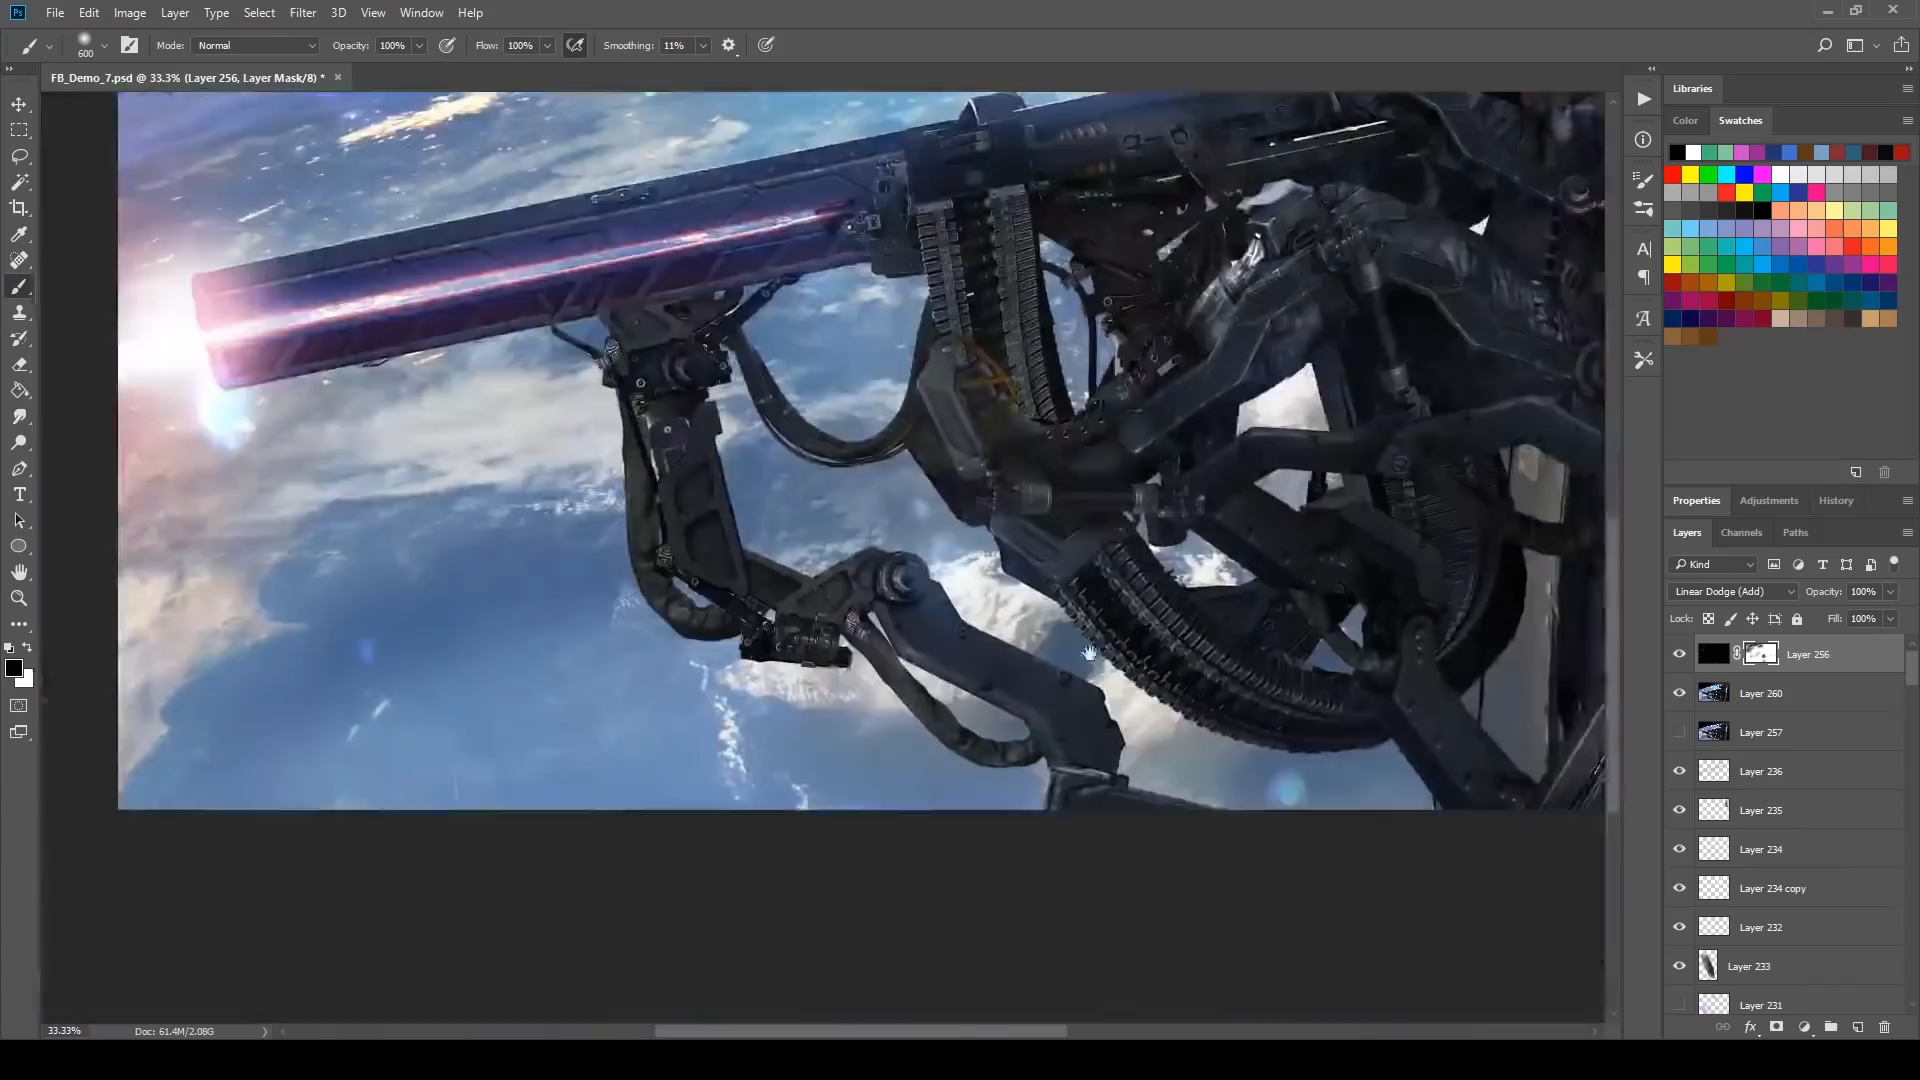 Ps File Edit Image Layer Type Select Filter 3D View Window Help
600 Mode: Normal Opacity: 100% Flow: 100% Smoothing: 11%
FB_Demo_7.psd @ 33.3% (Layer 256, Layer Mask/8) * ×
Libraries
Color Swatches
Properties Adjustments History
Layers Channels Paths
Kind
Linear Dodge (Add) Opacity: 100%
Lock: Fill: 100%
Layer 256
Layer 260
Layer 257
Layer 236
Layer 235
Layer 234
Layer 234 copy
Layer 232
Layer 233
Layer 231
33.33% Doc: 61.4M/2.08G